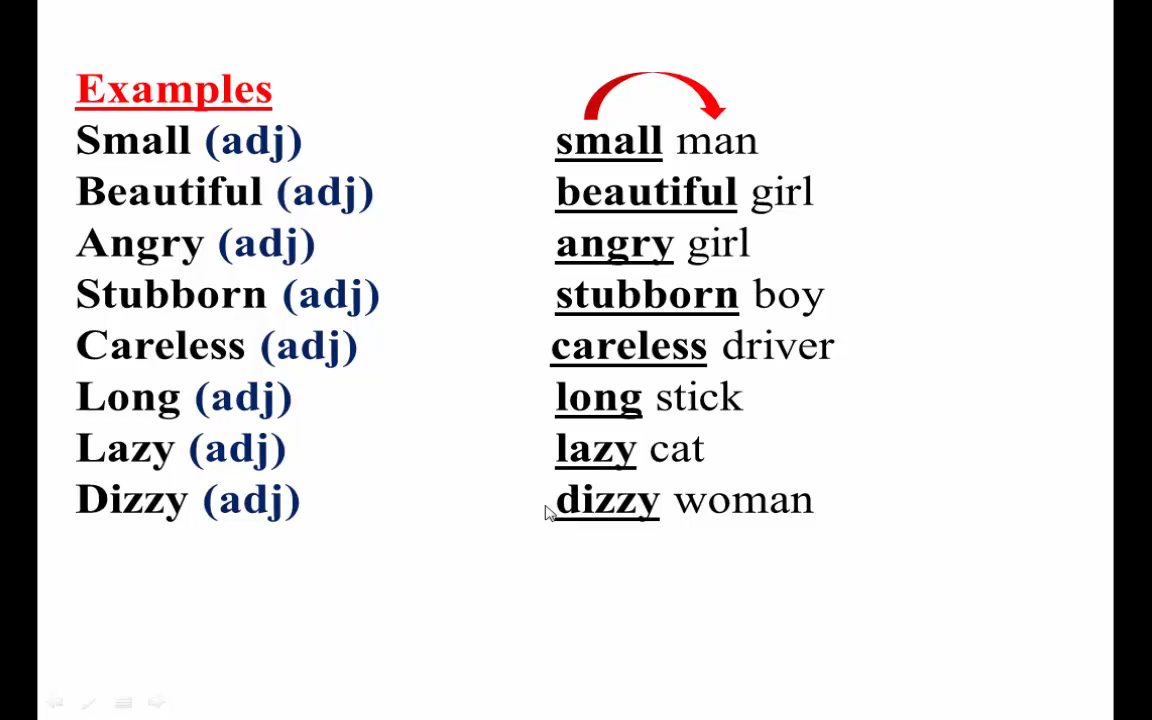 Examples
Small (adj) small man
Beautiful (adj) beautiful girl
Angry (adj) angry girl
Stubborn (adj) stubborn boy
Careless (adj) careless driver
Long (adj) long stick
Lazy (adj) lazy cat
Dizzy (adj) dizzy woman